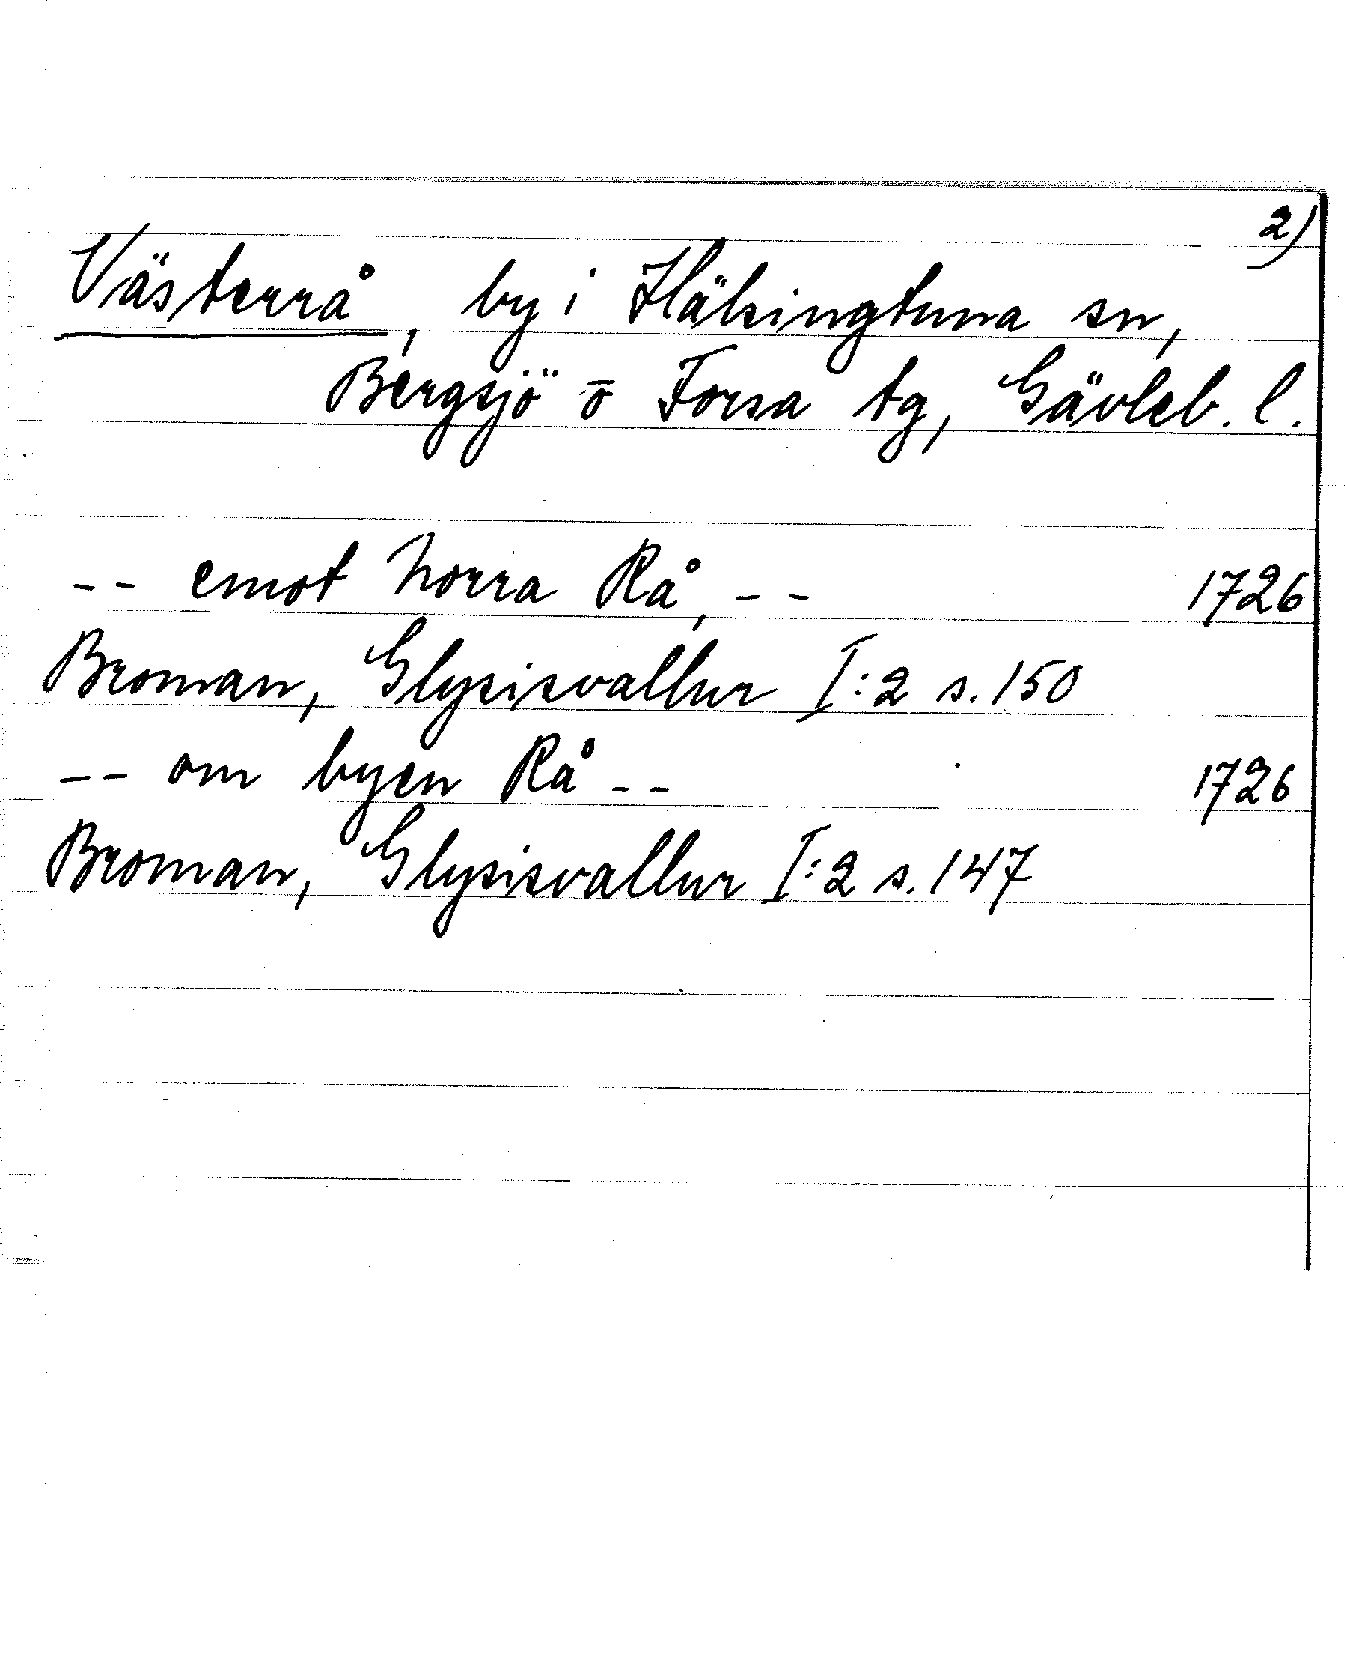 2)
Västerrå, by i Hälsingtuna sn,
Bergsjö o Forsa tg, Gävleb. l.
-- emot Norra Rå, -- 1726
Broman, Glysisvallur I:2 s. 150
-- om byen Rå -- 1726
Broman, Glysisvallur I:2 s. 147